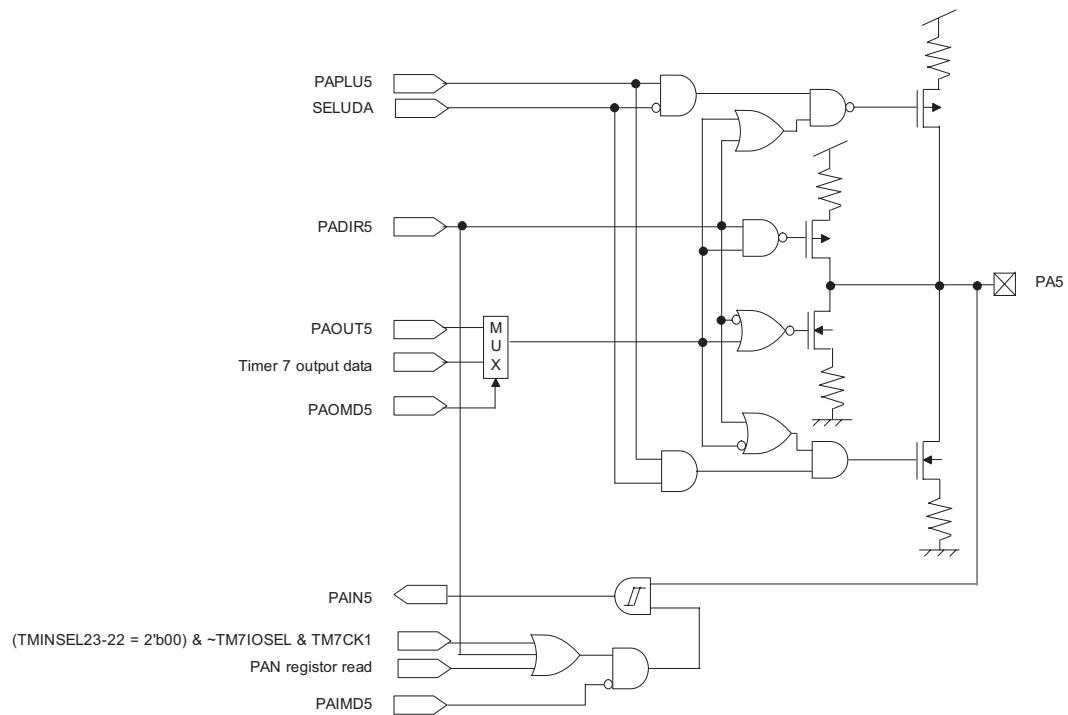 PAPLU5
SELUDA
PADIR5
PA5
PAOUT5
MUX
Timer 7 output data
PAOMD5
PAIN5
(TMINSEL23-22 = 2'b00) & ~TM7IOSEL & TM7CK1
PAN registor read
PAIMD5